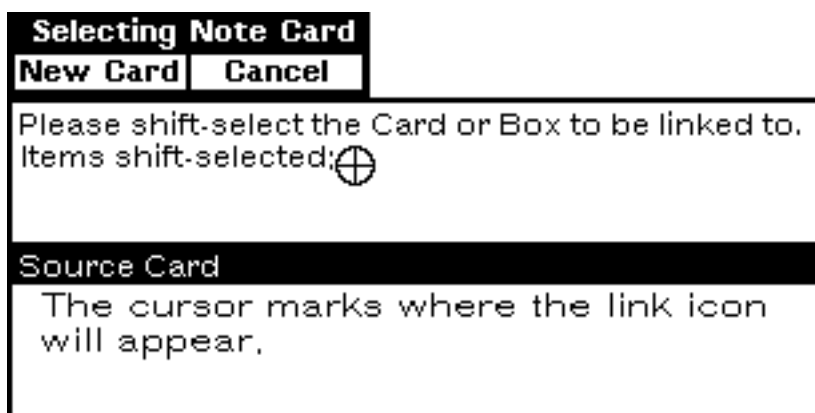 Selecting Note Card
New Card Cancel
Please shift-select the Card or Box to be linked to.
Items shift-selected:
Source Card
The cursor marks where the link icon
will appear.